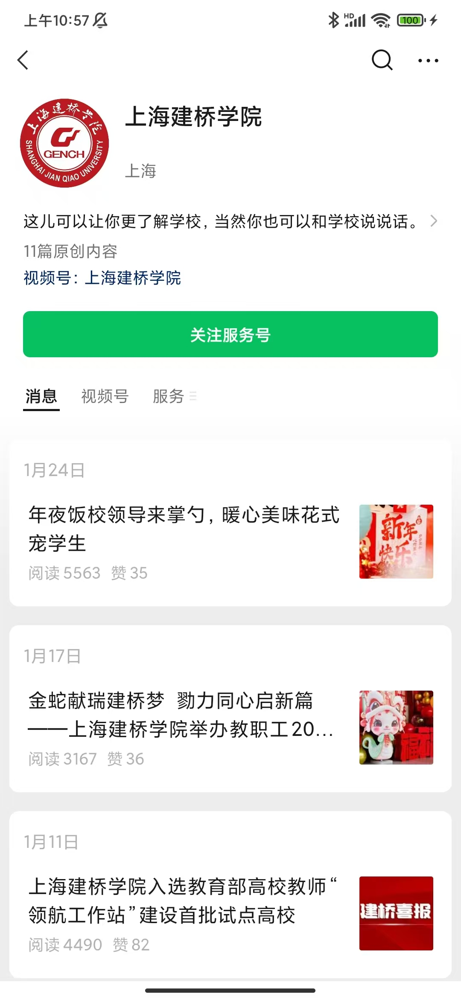 上午10:57
HD
100
上海建桥学院
GENCH
SHANGHAI JIAN QIAO UNIVERSITY
上海建桥学院
上海
这儿可以让你更了解学校，当然你也可以和学校说说话。
11篇原创内容
视频号：上海建桥学院
关注服务号
消息 视频号 服务
1月24日
年夜饭校领导来掌勺，暖心美味花式
宠学生
阅读 5563 赞 35
新年
快乐
1月17日
金蛇献瑞建桥梦 勠力同心启新篇
——上海建桥学院举办教职工20...
阅读 3167 赞 36
福
1月11日
上海建桥学院入选教育部高校教师“
领航工作站”建设首批试点高校
阅读 4490 赞 82
建桥喜报